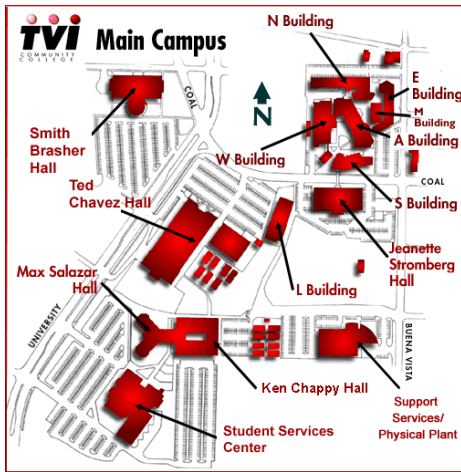 TVI
COMMUNITY
COLLEGE
Main Campus
N Building
E
Building
M
Building
A Building
W Building
S Building
COAL
COAL
Smith
Brasher
Hall
Ted
Chavez Hall
N
Jeanette
Stromberg
Hall
L Building
Max Salazar
Hall
UNIVERSITY
BUENA VISTA
Ken Chappy Hall
Support
Services/
Physical Plant
Student Services
Center